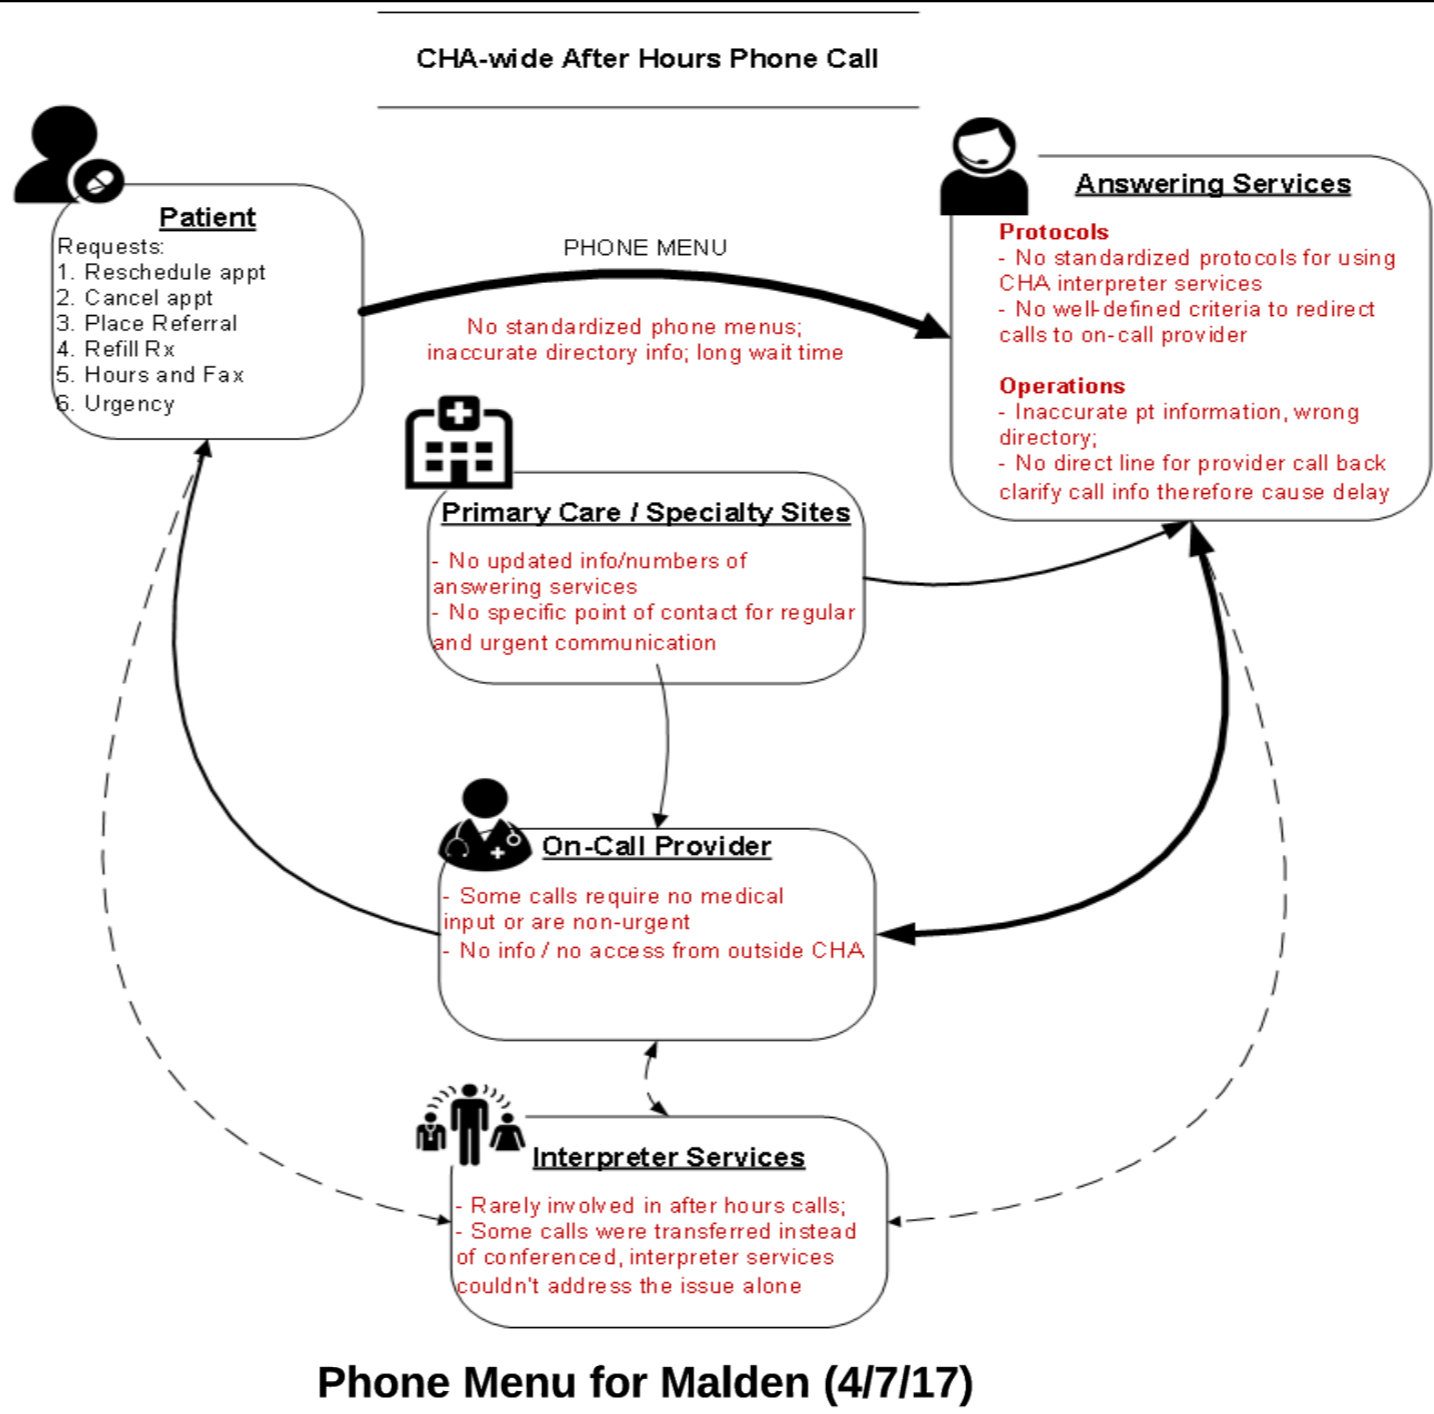 CHA-wide After Hours Phone Call
Patient
Requests:
1. Reschedule appt
2. Cancel appt
3. Place Referral
4. Refill Rx
5. Hours and Fax
6. Urgency
PHONE MENU
No standardized phone menus;
inaccurate directory info; long wait time
Answering Services
Protocols
- No standardized protocols for using
CHA interpreter services
- No well-defined criteria to redirect
calls to on-call provider
Operations
- Inaccurate pt information, wrong
directory;
- No direct line for provider call back
clarify call info therefore cause delay
Primary Care / Specialty Sites
- No updated info/numbers of
answering services
- No specific point of contact for regular
and urgent communication
On-Call Provider
- Some calls require no medical
input or are non-urgent
- No info / no access from outside CHA
Interpreter Services
- Rarely involved in after hours calls;
- Some calls were transferred instead
of conferenced, interpreter services
couldn't address the issue alone
Phone Menu for Malden (4/7/17)